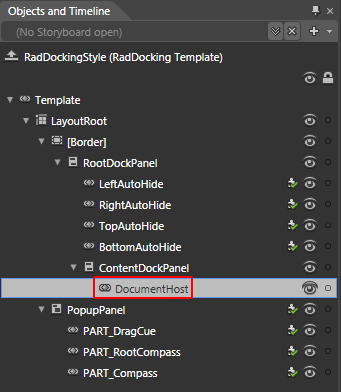 Objects and Timeline
(No Storyboard open)
RadDockingStyle (RadDocking Template)
Template
LayoutRoot
[Border]
RootDockPanel
LeftAutoHide
RightAutoHide
TopAutoHide
BottomAutoHide
ContentDockPanel
DocumentHost
PopupPanel
PART_DragCue
PART_RootCompass
PART_Compass